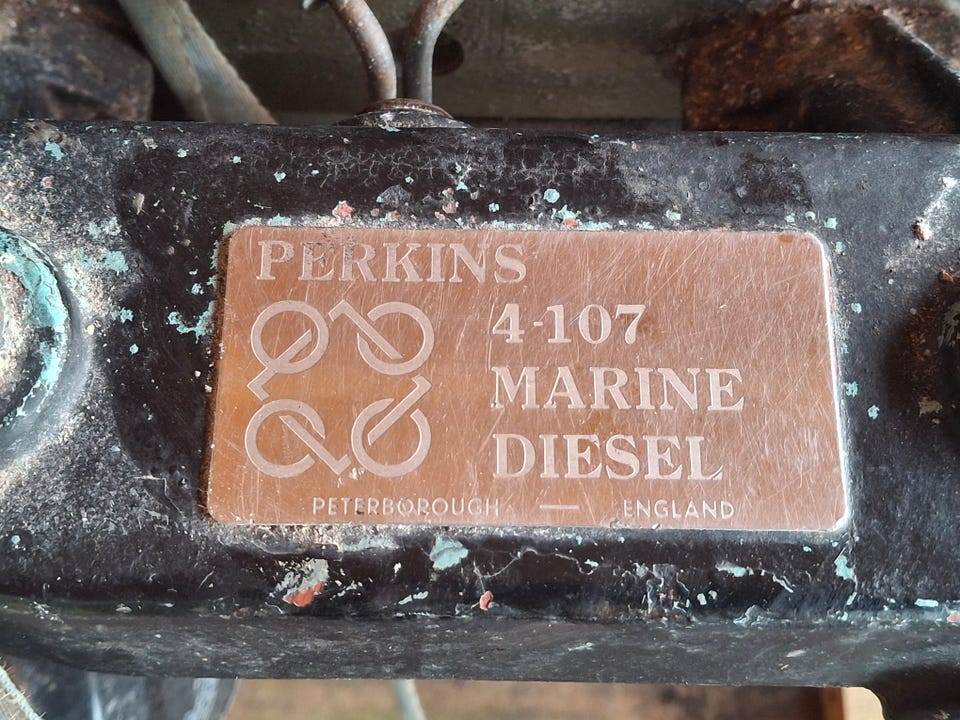 PERKINS
4-107
MARINE
DIESEL
PETERBOROUGH — ENGLAND